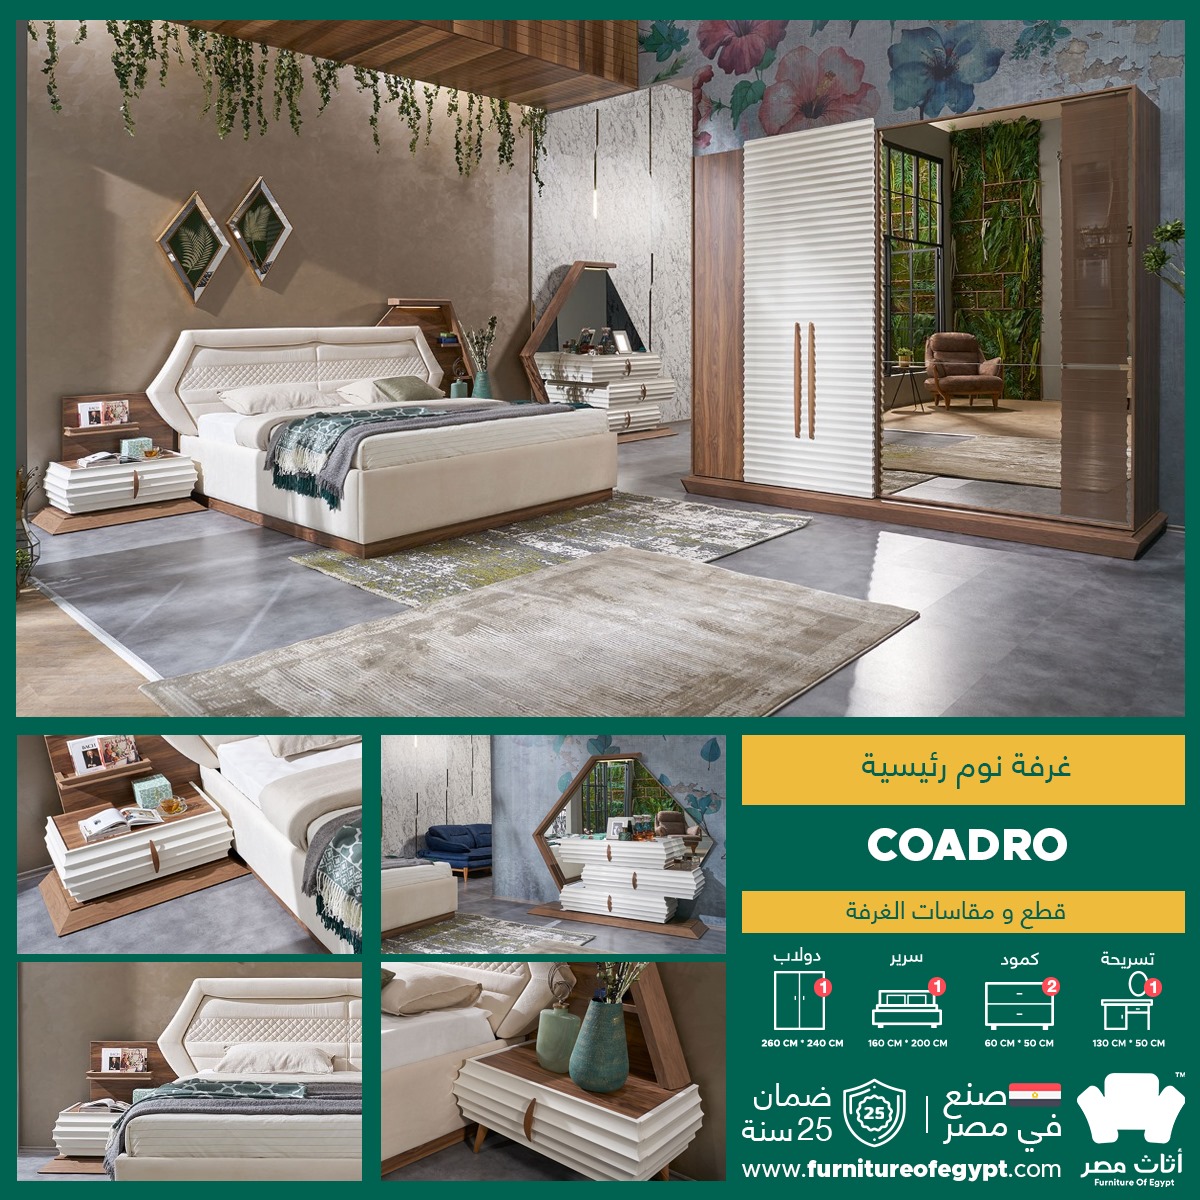 BACH
غرفة نوم رئيسية
COADRO
قطع و مقاسات الغرفة
تسريحة
كمود
سرير
دولاب
1
2
1
1
130 CM * 50 CM
60 CM * 50 CM
160 CM * 200 CM
260 CM * 240 CM
صنع
في مصر
25
ضمان
25 سنة
www.furnitureofegypt.com
TM
أثاث مصر
Furniture Of Egypt